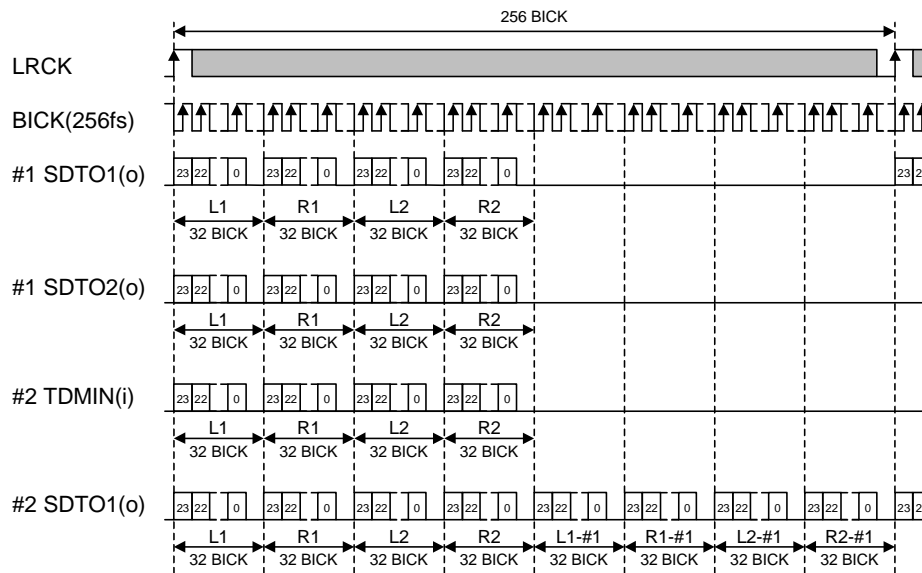 256 BICK
LRCK
BICK(256fs)
#1 SDTO1(o)
23 22 0 23 22 0 23 22 0 23 22 0 23 2
L1 R1 L2 R2
32 BICK 32 BICK 32 BICK 32 BICK
#1 SDTO2(o)
23 22 0 23 22 0 23 22 0 23 22 0
L1 R1 L2 R2
32 BICK 32 BICK 32 BICK 32 BICK
#2 TDMIN(i)
23 22 0 23 22 0 23 22 0 23 22 0
L1 R1 L2 R2
32 BICK 32 BICK 32 BICK 32 BICK
#2 SDTO1(o)
23 22 0 23 22 0 23 22 0 23 22 0 23 22 0 23 22 0 23 22 0 23 22 0 23 2
L1 R1 L2 R2 L1-#1 R1-#1 L2-#1 R2-#1
32 BICK 32 BICK 32 BICK 32 BICK 32 BICK 32 BICK 32 BICK 32 BICK